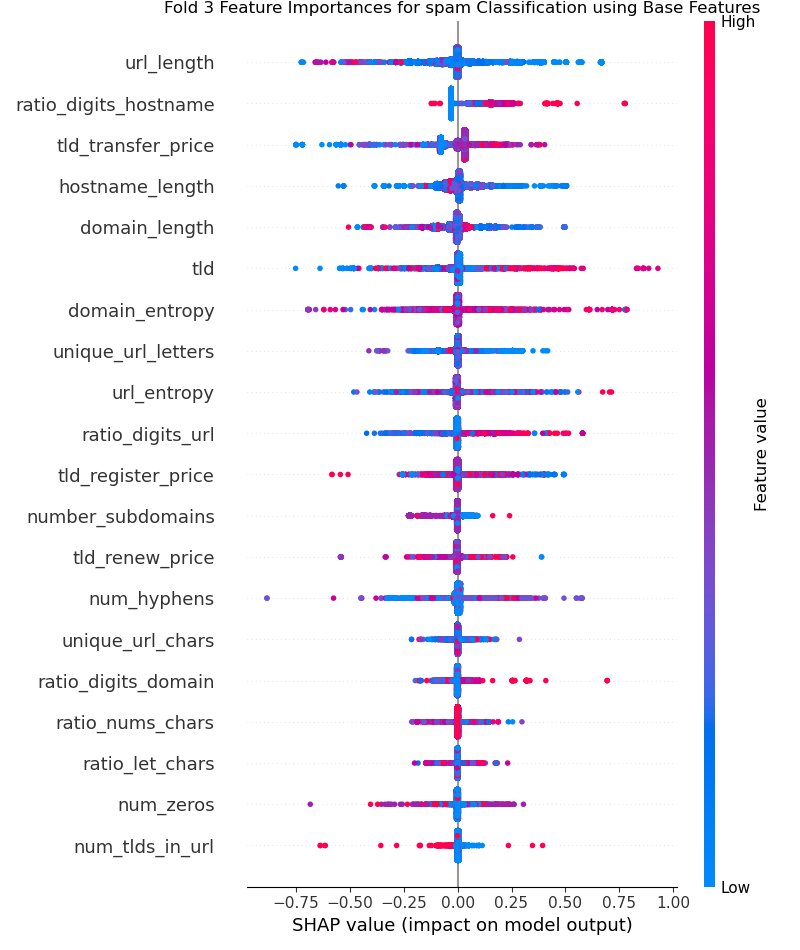 Fold 3 Feature Importances for spam Classification using Base Features
High
url_length
ratio_digits_hostname
tld_transfer_price
hostname_length
domain_length
tld
domain_entropy
unique_url_letters
url_entropy
ratio_digits_url
tld_register_price
number_subdomains
tld_renew_price
num_hyphens
unique_url_chars
ratio_digits_domain
ratio_nums_chars
ratio_let_chars
num_zeros
num_tlds_in_url
Feature value
Low
−0.75 −0.50 −0.25 0.00 0.25 0.50 0.75 1.00
SHAP value (impact on model output)